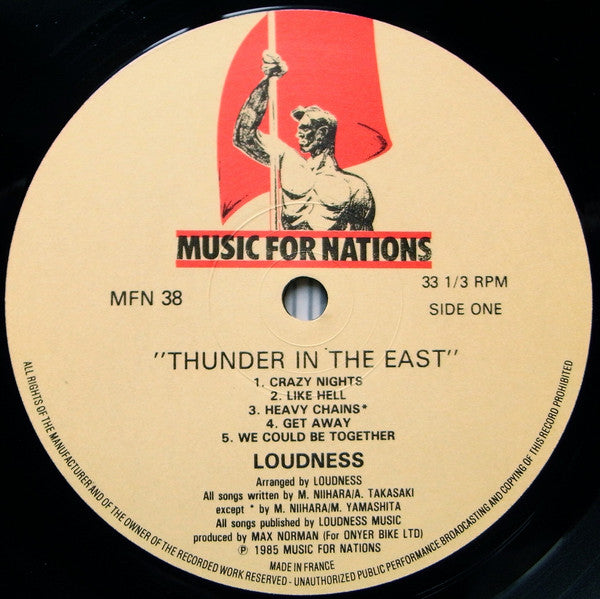 MUSIC FOR NATIONS
MFN 38
33 1/3 RPM
SIDE ONE
"THUNDER IN THE EAST"
1. CRAZY NIGHTS
2. LIKE HELL
3. HEAVY CHAINS*
4. GET AWAY
5. WE COULD BE TOGETHER
LOUDNESS
Arranged by LOUDNESS
All songs written by M. NIIHARA/A. TAKASAKI
except * by M. NIIHARA/M. YAMASHITA
All songs published by LOUDNESS MUSIC
produced by MAX NORMAN (For ONYER BIKE LTD)
Ⓟ 1985 MUSIC FOR NATIONS
MADE IN FRANCE
ALL RIGHTS OF THE MANUFACTURER AND OF THE OWNER OF THE RECORDED WORK RESERVED - UNAUTHORIZED PUBLIC PERFORMANCE BROADCASTING AND COPYING OF THIS RECORD PROHIBITED